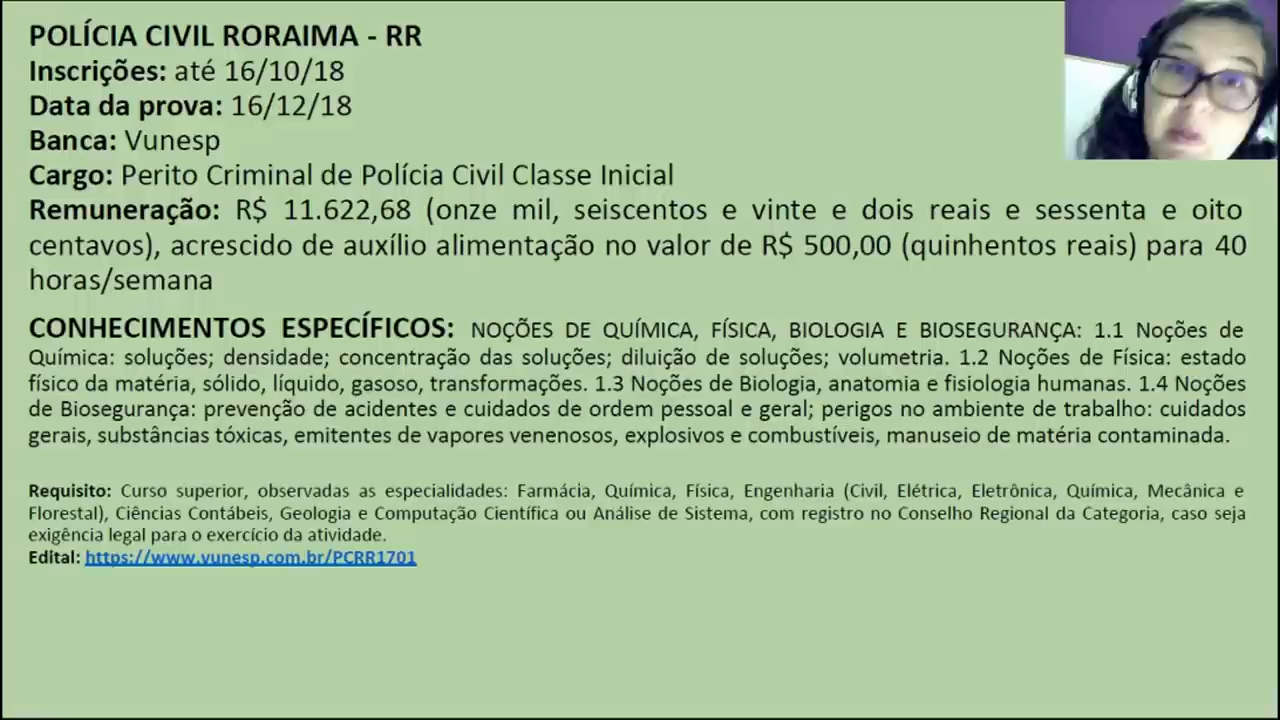 POLÍCIA CIVIL RORAIMA - RR
Inscrições: até 16/10/18
Data da prova: 16/12/18
Banca: Vunesp
Cargo: Perito Criminal de Polícia Civil Classe Inicial
Remuneração: R$ 11.622,68 (onze mil, seiscentos e vinte e dois reais e sessenta e oito
centavos), acrescido de auxílio alimentação no valor de R$ 500,00 (quinhentos reais) para 40
horas/semana
CONHECIMENTOS ESPECÍFICOS: NOÇÕES DE QUÍMICA, FÍSICA, BIOLOGIA E BIOSEGURANÇA: 1.1 Noções de
Química: soluções; densidade; concentração das soluções; diluição de soluções; volumetria. 1.2 Noções de Física: estado
físico da matéria, sólido, líquido, gasoso, transformações. 1.3 Noções de Biologia, anatomia e fisiologia humanas. 1.4 Noções
de Biosegurança: prevenção de acidentes e cuidados de ordem pessoal e geral; perigos no ambiente de trabalho: cuidados
gerais, substâncias tóxicas, emitentes de vapores venenosos, explosivos e combustíveis, manuseio de matéria contaminada.
Requisito: Curso superior, observadas as especialidades: Farmácia, Química, Física, Engenharia (Civil, Elétrica, Eletrônica, Química, Mecânica e
Florestal), Ciências Contábeis, Geologia e Computação Científica ou Análise de Sistema, com registro no Conselho Regional da Categoria, caso seja
exigência legal para o exercício da atividade.
Edital: https://www.vunesp.com.br/PCRR1701